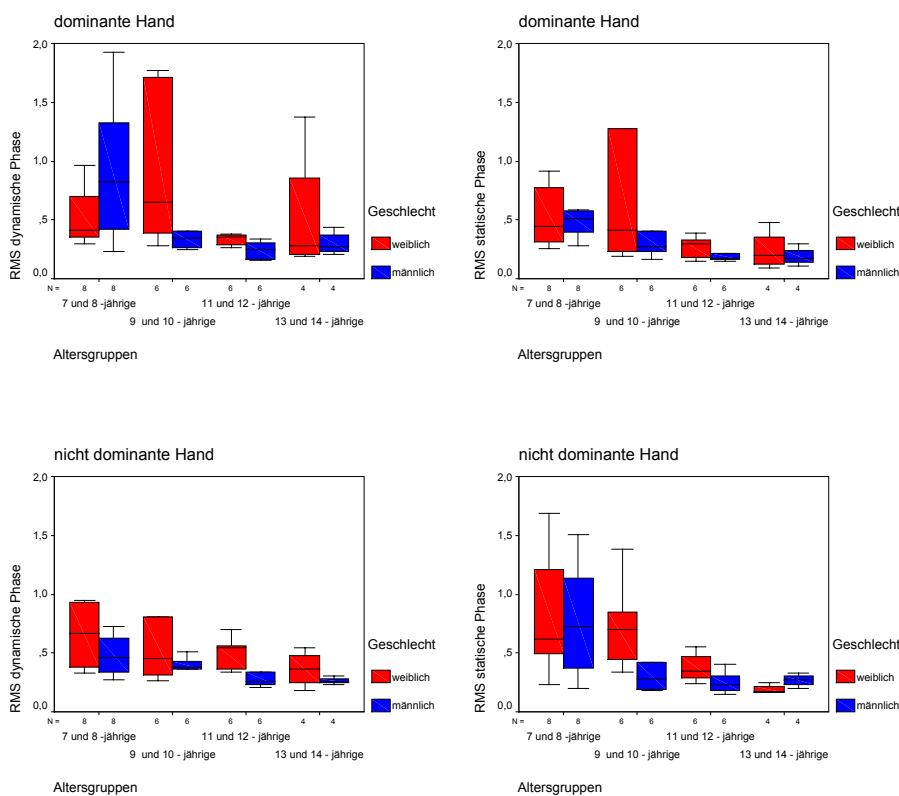 dominante Hand
2,0
1,5
1,0
,5
0,0
RMS dynamische Phase
N = 8 8 6 6 6 6 4 4
7 und 8 -jährige 11 und 12 - jährige
9 und 10 - jährige 13 und 14 - jährige
Altersgruppen
Geschlecht
weiblich
männlich
dominante Hand
2,0
1,5
1,0
,5
0,0
RMS statische Phase
N = 8 8 6 6 6 6 4 4
7 und 8 -jährige 11 und 12 - jährige
9 und 10 - jährige 13 und 14 - jährige
Altersgruppen
Geschlecht
weiblich
männlich
nicht dominante Hand
2,0
1,5
1,0
,5
0,0
RMS dynamische Phase
N = 8 8 6 6 6 6 4 4
7 und 8 -jährige 11 und 12 - jährige
9 und 10 - jährige 13 und 14 - jährige
Altersgruppen
Geschlecht
weiblich
männlich
nicht dominante Hand
2,0
1,5
1,0
,5
0,0
RMS statische Phase
N = 8 8 6 6 6 6 4 4
7 und 8 -jährige 11 und 12 - jährige
9 und 10 - jährige 13 und 14 - jährige
Altersgruppen
Geschlecht
weiblich
männlich